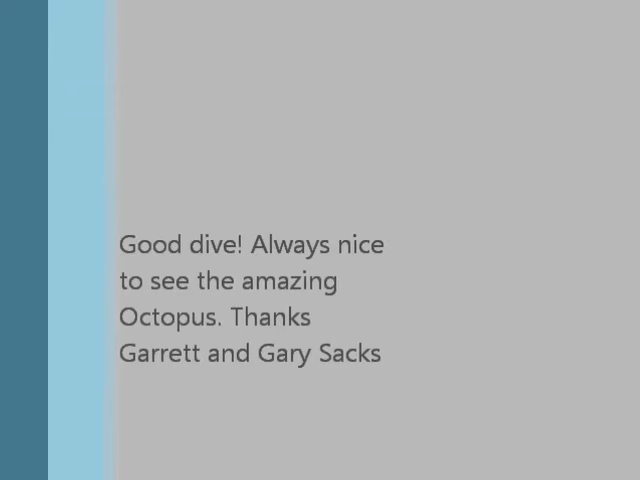 Good dive! Always nice
to see the amazing
Octopus. Thanks
Garrett and Gary Sacks